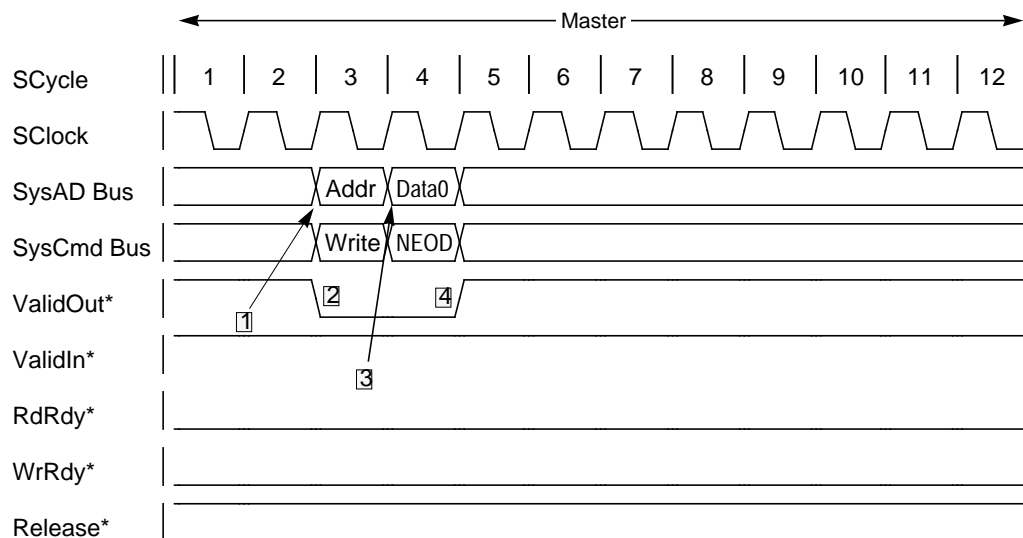 Master
SCycle 1 2 3 4 5 6 7 8 9 10 11 12
SClock
SysAD Bus Addr Data0
SysCmd Bus Write NEOD
ValidOut* 2 4
1
ValidIn*
3
RdRdy*
WrRdy*
Release*